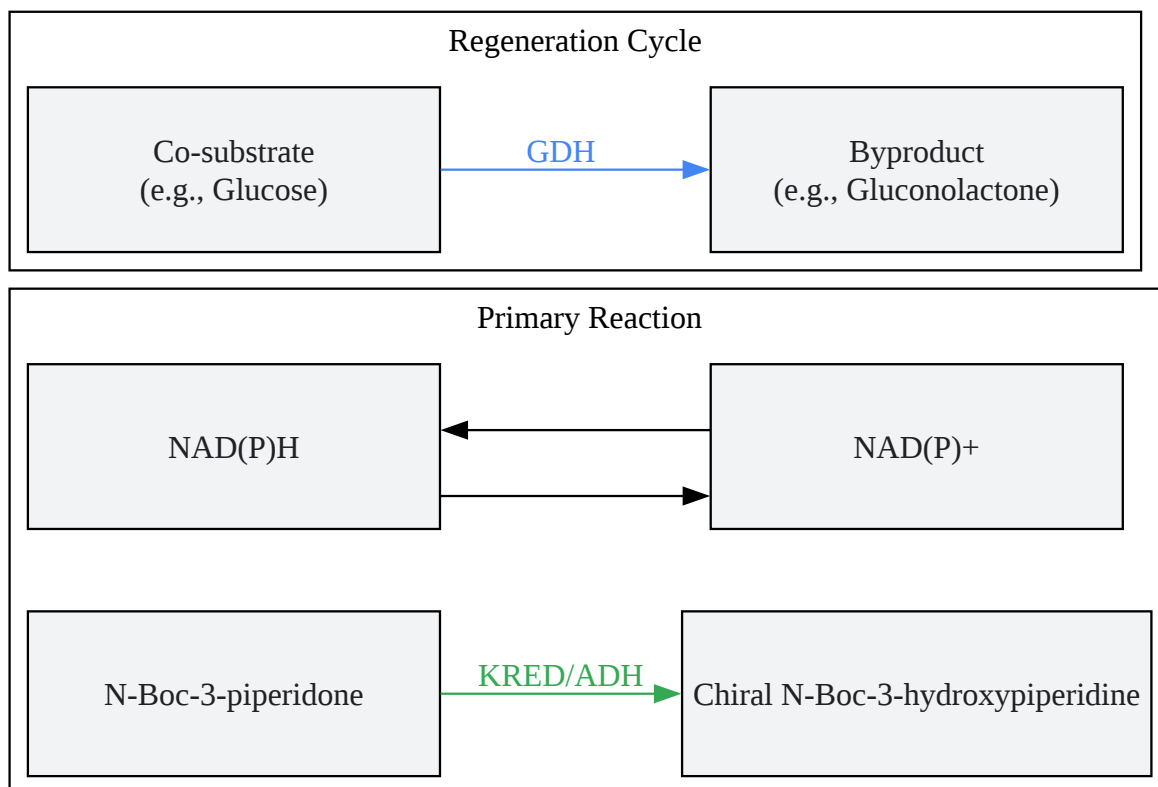 Regeneration Cycle
Co-substrate
(e.g., Glucose)
GDH
Byproduct
(e.g., Gluconolactone)
Primary Reaction
NAD(P)H
NAD(P)+
N-Boc-3-piperidone
KRED/ADH
Chiral N-Boc-3-hydroxypiperidine